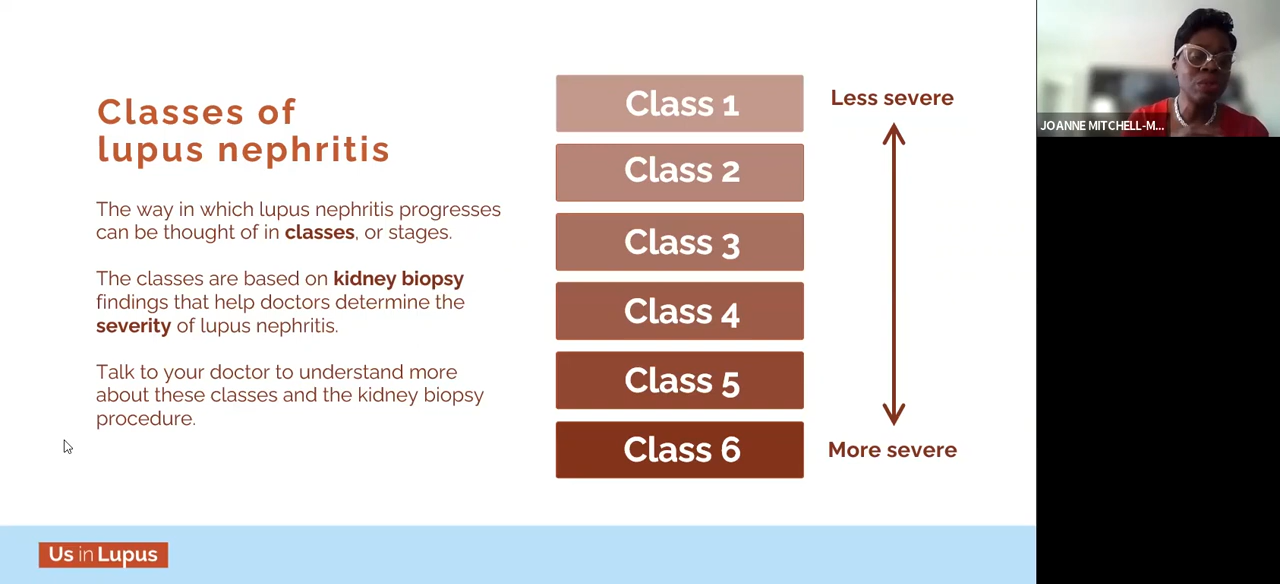 Classes of
lupus nephritis
The way in which lupus nephritis progresses
can be thought of in classes, or stages.
The classes are based on kidney biopsy
findings that help doctors determine the
severity of lupus nephritis.
Talk to your doctor to understand more
about these classes and the kidney biopsy
procedure.
Class 1
Class 2
Class 3
Class 4
Class 5
Class 6
Less severe
More severe
Us in Lupus
JOANNE MITCHELL-M...